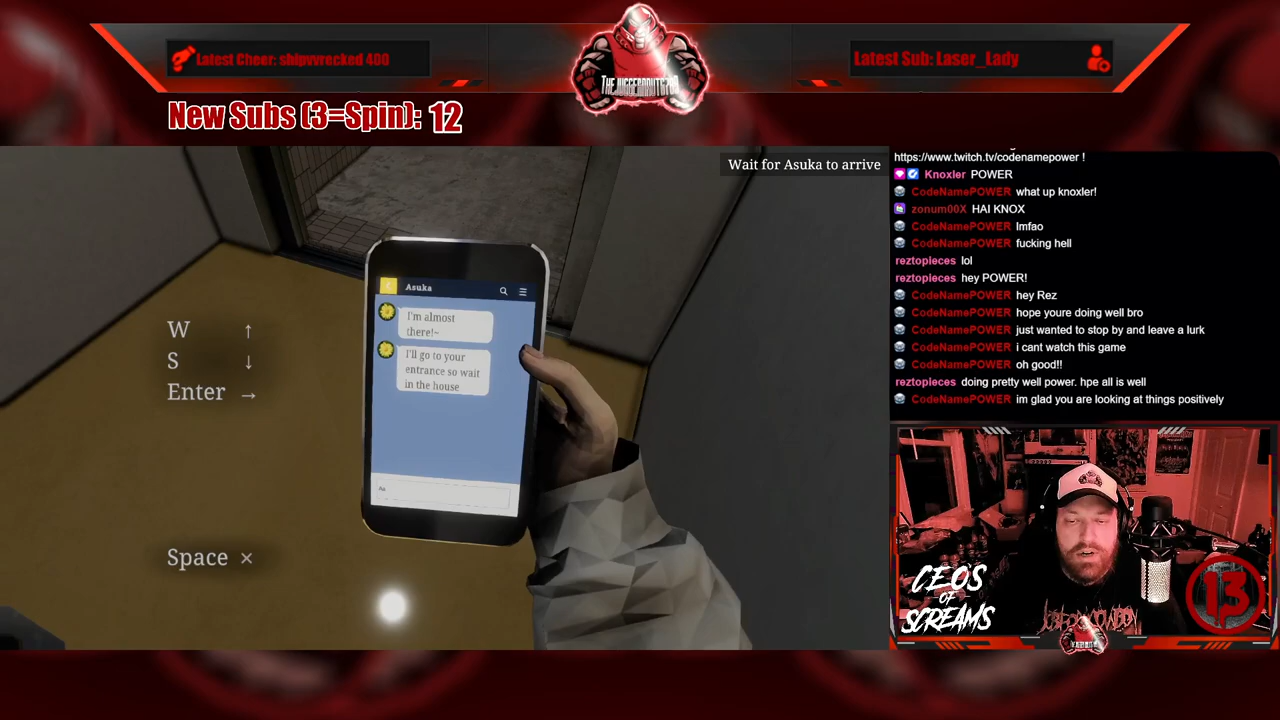 Latest Cheer: shipvvrecked 400
Latest Sub: Laser_Lady
New Subs (3=Spin): 12
Wait for Asuka to arrive
https://www.twitch.tv/codenamepower !
Knoxler POWER
CodeNamePOWER what up knoxler!
zonum00X HAI KNOX
CodeNamePOWER lmfao
CodeNamePOWER fucking hell
reztopieces lol
reztopieces hey POWER!
CodeNamePOWER hey Rez
CodeNamePOWER hope youre doing well bro
CodeNamePOWER just wanted to stop by and leave a lurk
CodeNamePOWER i cant watch this game
CodeNamePOWER oh good!!
reztopieces doing pretty well power. hpe all is well
CodeNamePOWER im glad you are looking at things positively
Asuka
I'm almost
there!~
I'll go to your
entrance so wait
in the house
Aa
W ↑
S ↓
Enter →
Space ×
CEOS
OF
SCREAMS
13